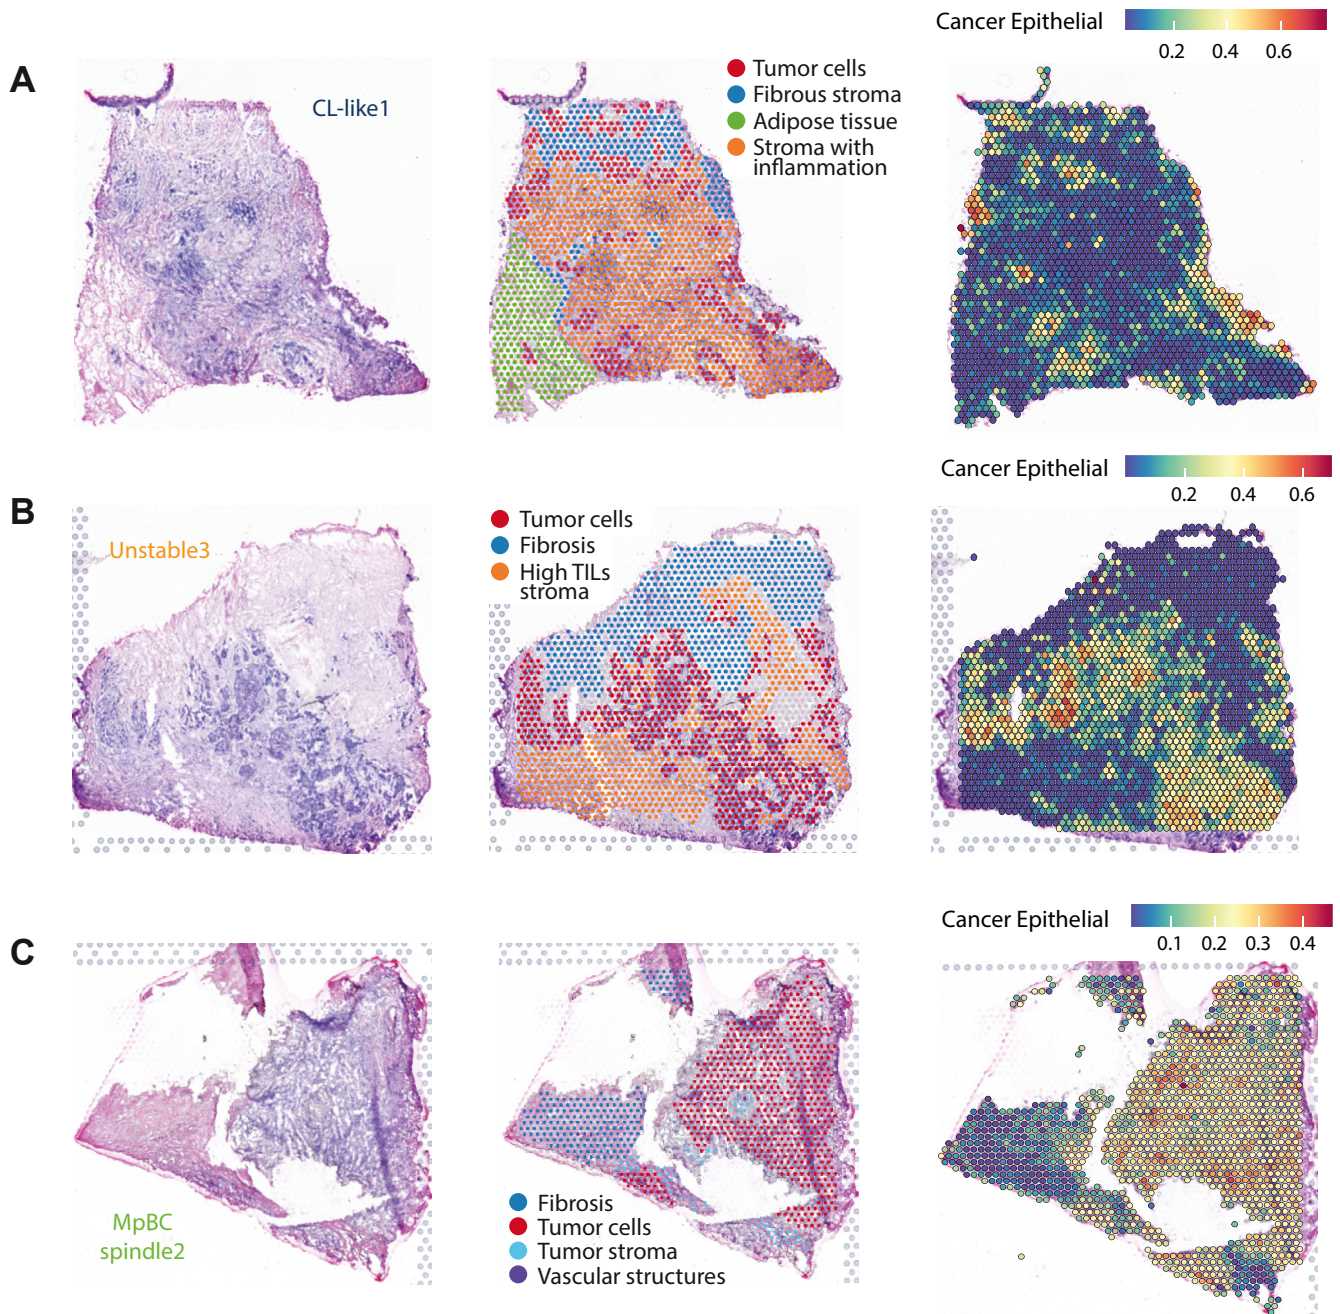 Cancer Epithelial
0.2 0.4 0.6
A
CL-like1
Tumor cells
Fibrous stroma
Adipose tissue
Stroma with
inflammation
Cancer Epithelial
0.2 0.4 0.6
B
Unstable3
Tumor cells
Fibrosis
High TILs
stroma
Cancer Epithelial
0.1 0.2 0.3 0.4
C
MpBC
spindle2
Fibrosis
Tumor cells
Tumor stroma
Vascular structures